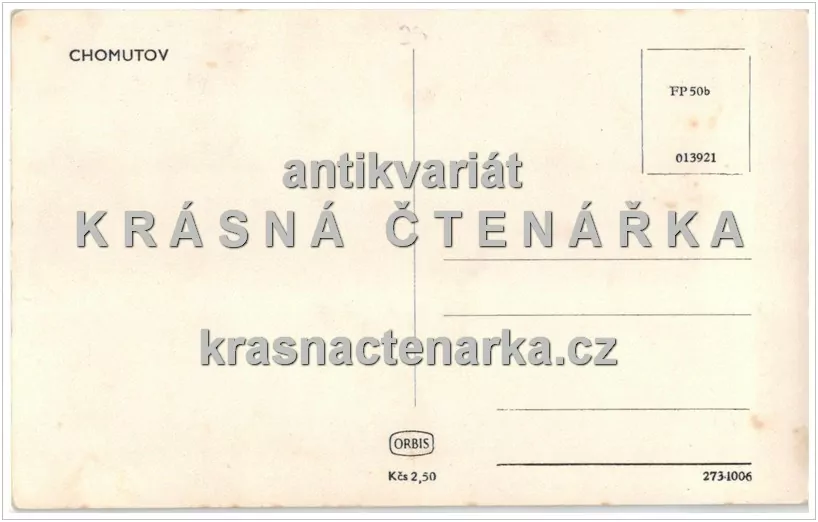 CHOMUTOV
FP 50b
013921
antikvariát
KRÁSNÁ ČTENÁŘKA
krasnactenarka.cz
ORBIS
Kčs 2,50
273-1006